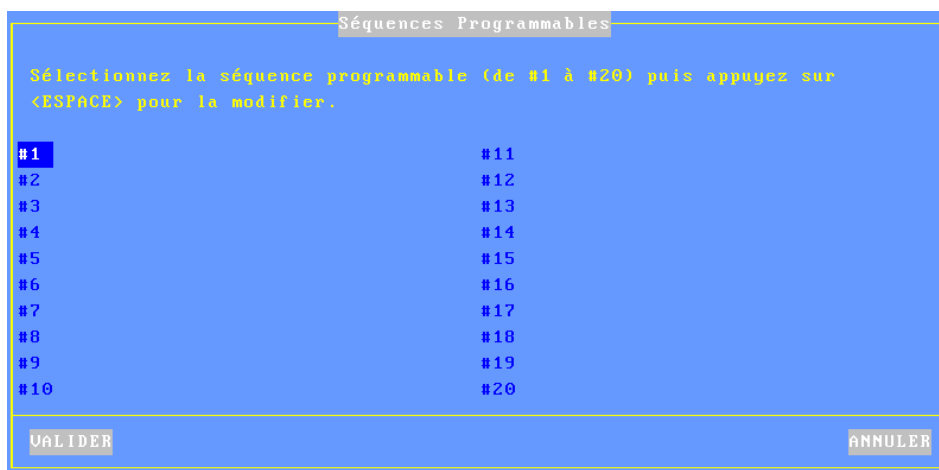 Séquences Programmables
Sélectionnez la séquence programmable (de #1 à #20) puis appuyez sur
<ESPACE> pour la modifier.
#1 #11
#2 #12
#3 #13
#4 #14
#5 #15
#6 #16
#7 #17
#8 #18
#9 #19
#10 #20
VALIDER ANNULER